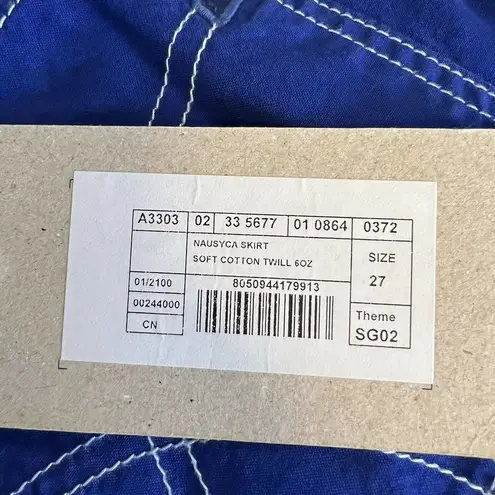 A3303 02 33 5677 01 0864 0372
NAUSYCA SKIRT
SOFT COTTON TWILL 6OZ
SIZE
27
01/2100
8050944179913
00244000
CN
Theme
SG02